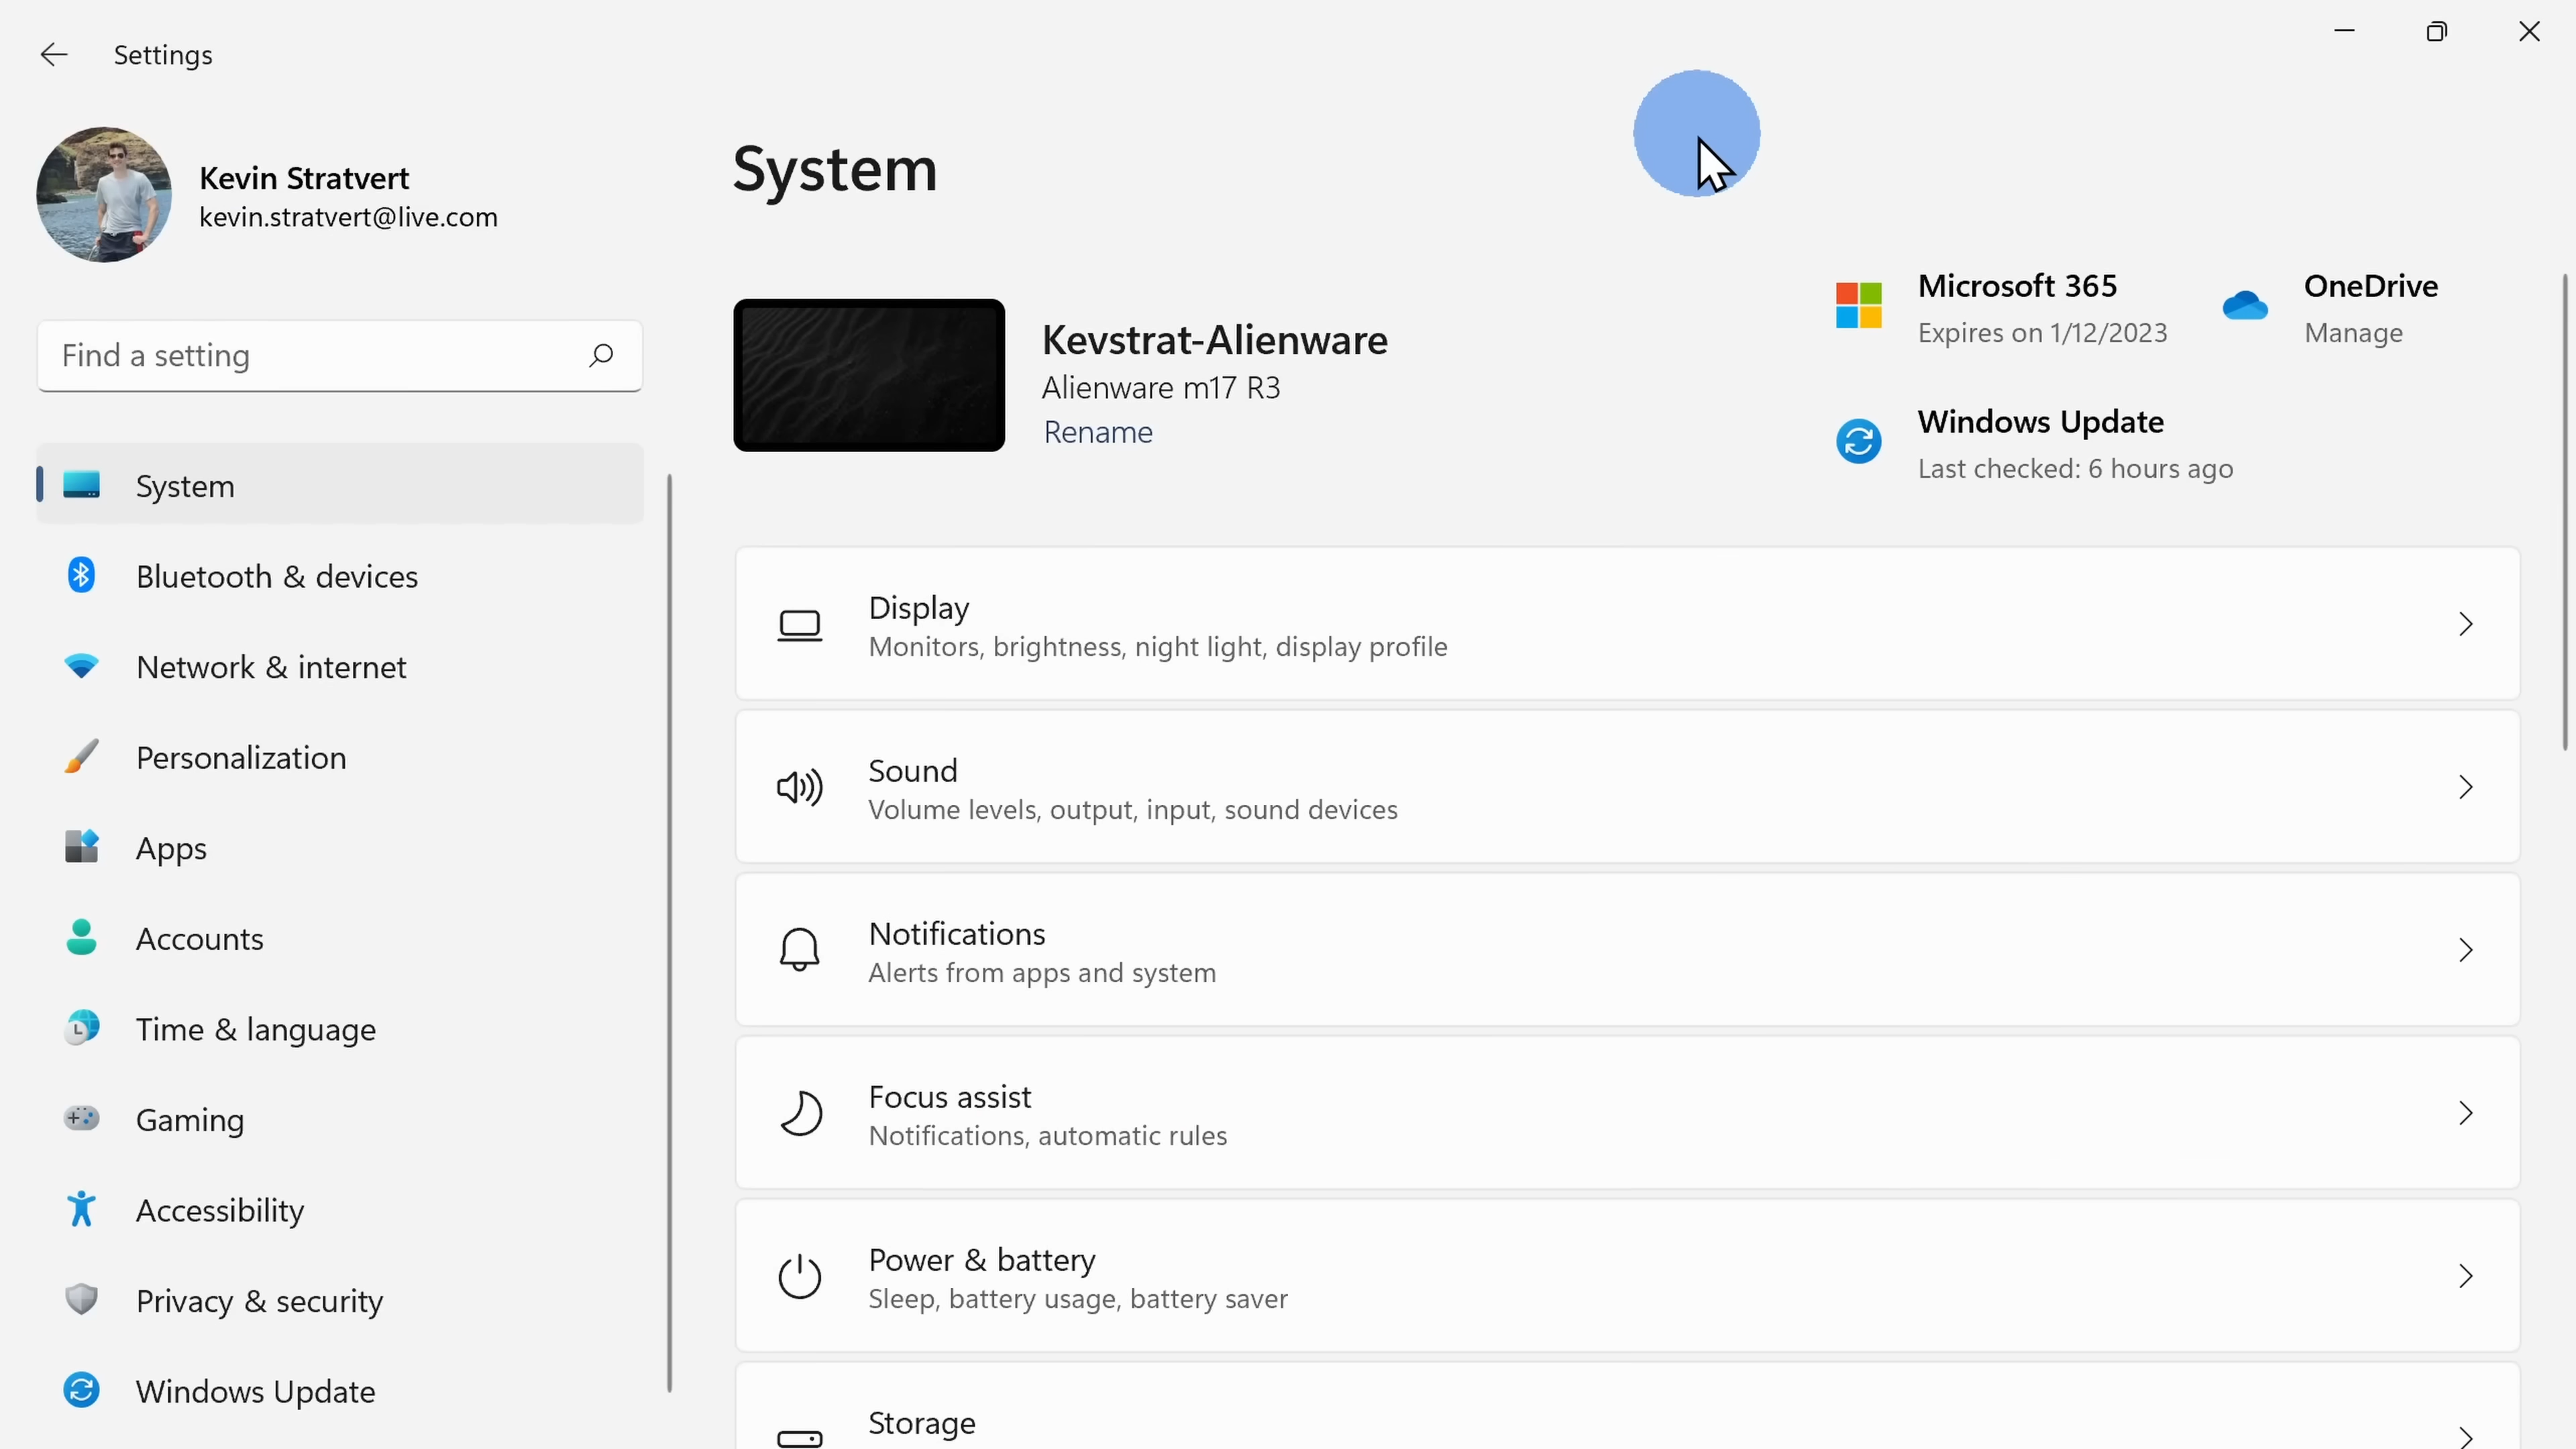 Settings
Kevin Stratvert
kevin.stratvert@live.com
Find a setting
System
Bluetooth & devices
Network & internet
Personalization
Apps
Accounts
Time & language
Gaming
Accessibility
Privacy & security
Windows Update
System
Kevstrat-Alienware
Alienware m17 R3
Rename
Microsoft 365
Expires on 1/12/2023
OneDrive
Manage
Windows Update
Last checked: 6 hours ago
Display
Monitors, brightness, night light, display profile
Sound
Volume levels, output, input, sound devices
Notifications
Alerts from apps and system
Focus assist
Notifications, automatic rules
Power & battery
Sleep, battery usage, battery saver
Storage